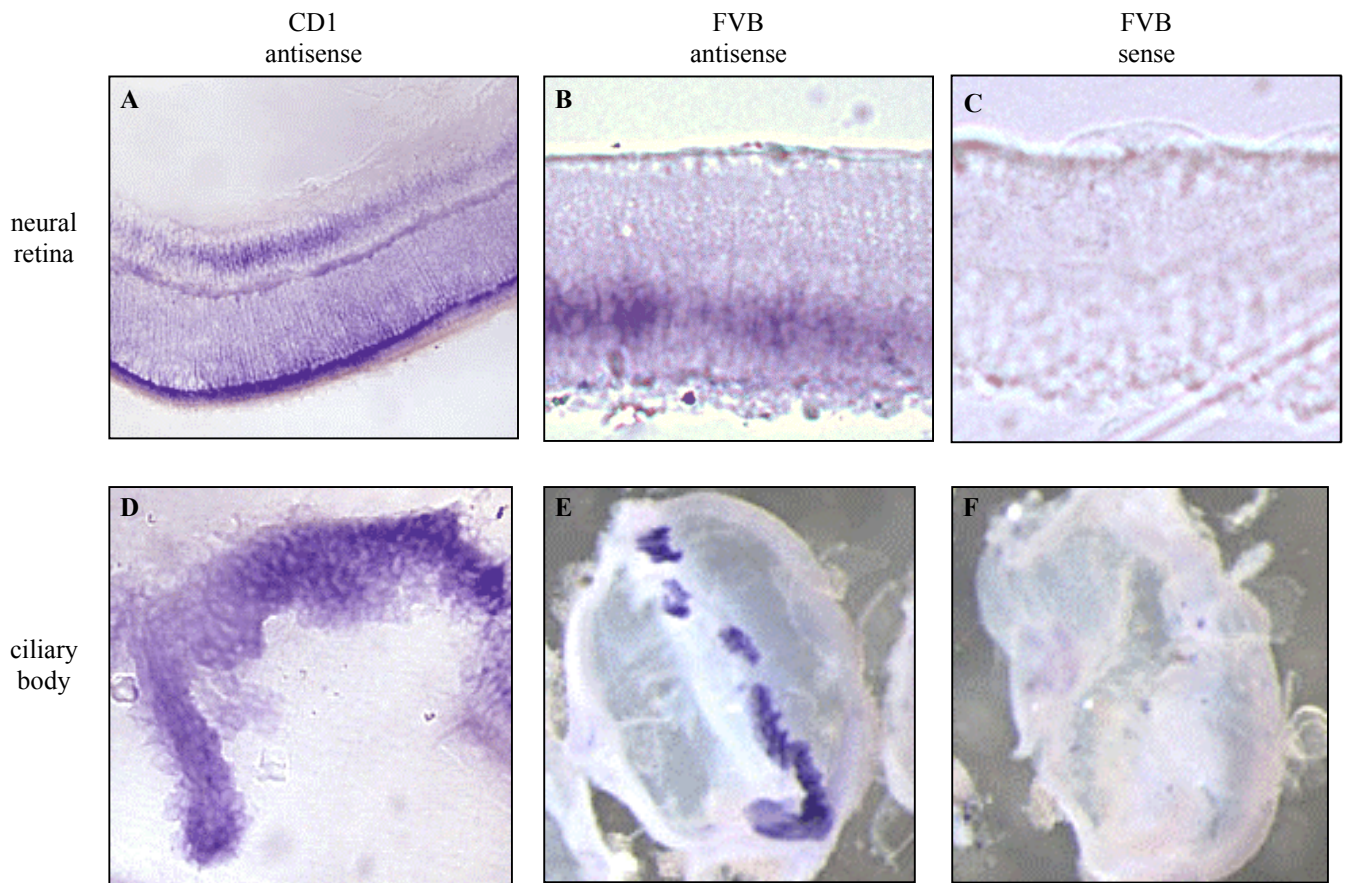 CD1
antisense
FVB
antisense
FVB
sense
neural
retina
A
B
C
ciliary
body
D
E
F